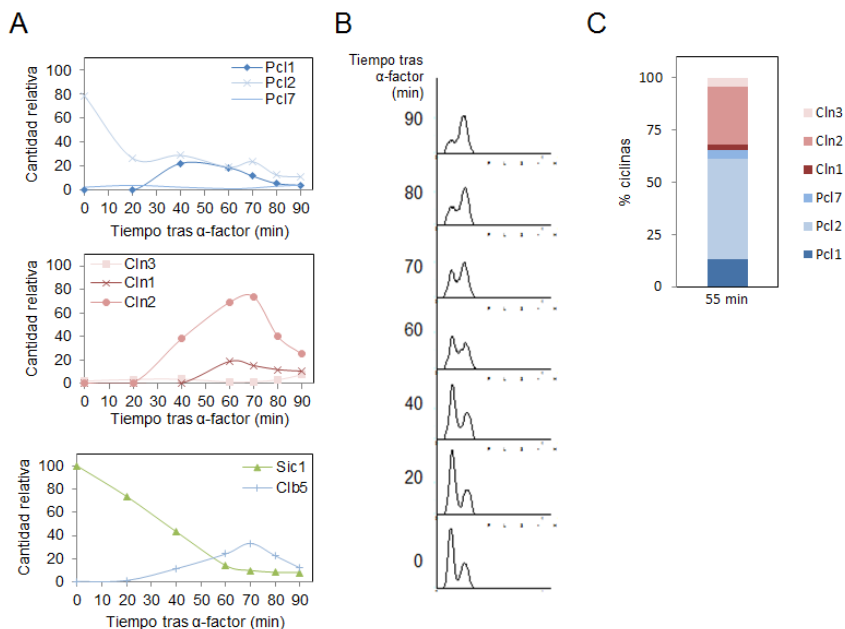 A
Pcl1
Pcl2
Pcl7
100
80
60
40
20
0
Cantidad relativa
0 10 20 30 40 50 60 70 80 90
Tiempo tras α-factor (min)
Cln3
Cln1
Cln2
100
80
60
40
20
0
Cantidad relativa
0 10 20 30 40 50 60 70 80 90
Tiempo tras α-factor (min)
Sic1
Clb5
100
80
60
40
20
0
Cantidad relativa
0 10 20 30 40 50 60 70 80 90
Tiempo tras α-factor (min)
B
Tiempo tras
α-factor
(min)
90
80
70
60
40
20
0
C
100
75
50
25
0
% ciclinas
55 min
Cln3
Cln2
Cln1
Pcl7
Pcl2
Pcl1